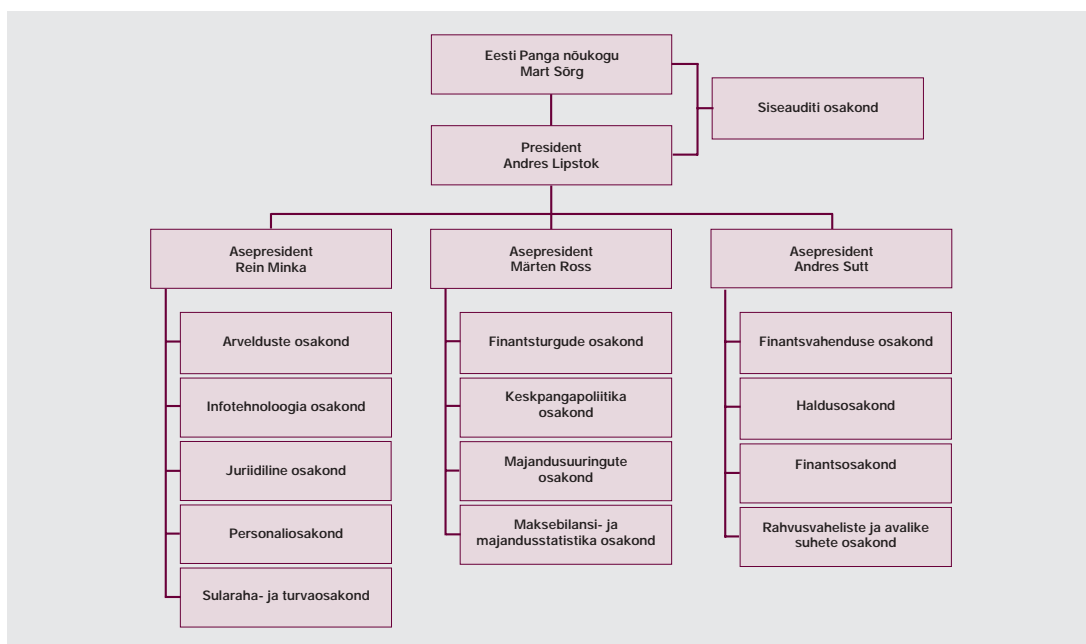 Eesti Panga nõukogu
Mart Sõrg
Siseauditi osakond
President
Andres Lipstok
Asepresident
Rein Minka
Asepresident
Märten Ross
Asepresident
Andres Sutt
Arvelduste osakond
Infotehnoloogia osakond
Juriidiline osakond
Personaliosakond
Sularaha- ja turvaosakond
Finantsturgude osakond
Keskpangapoliitika
osakond
Majandusuuringute
osakond
Maksebilansi- ja
majandusstatistika osakond
Finantsvahenduse osakond
Haldusosakond
Finantsosakond
Rahvusvaheliste ja avalike
suhete osakond